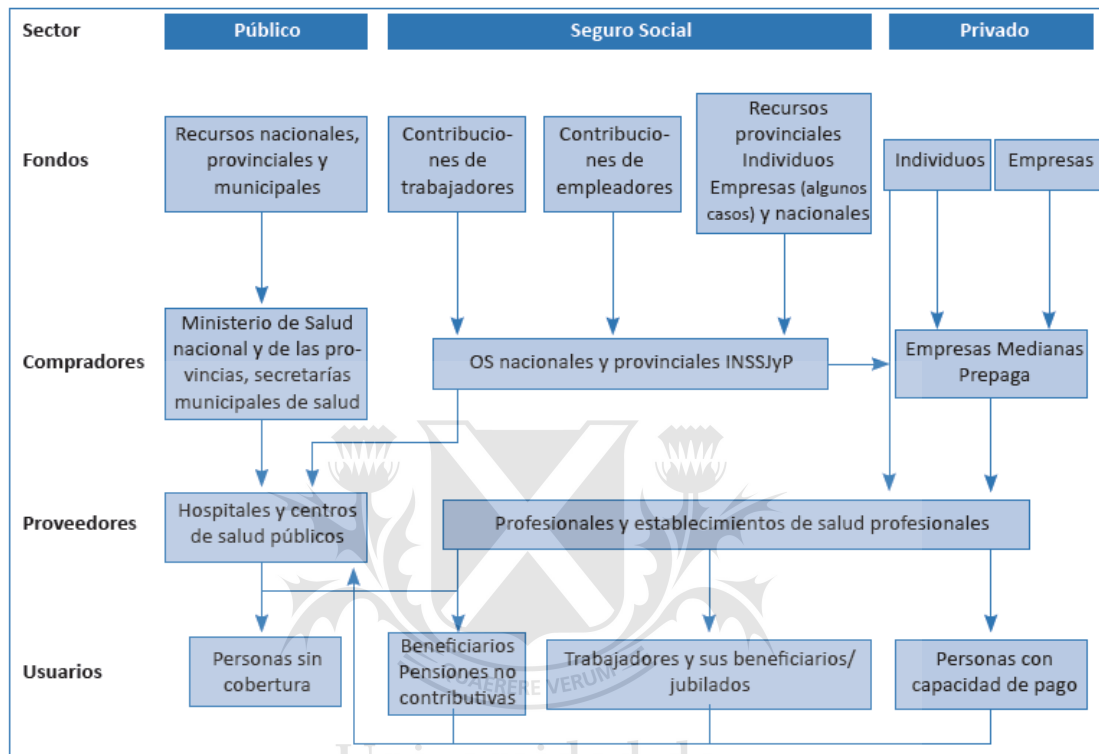 Sector
Público
Seguro Social
Privado
Fondos
Recursos nacionales,
provinciales y
municipales
Contribucio-
nes de
trabajadores
Contribucio-
nes de
empleadores
Recursos
provinciales
Individuos
Empresas (algunos
casos) y nacionales
Individuos
Empresas
Compradores
Ministerio de Salud
nacional y de las pro-
vincias, secretarías
municipales de salud
OS nacionales y provinciales INSSJyP
Empresas Medianas
Prepaga
Proveedores
Hospitales y centros
de salud públicos
Profesionales y establecimientos de salud profesionales
Usuarios
Personas sin
cobertura
Beneficiarios
Pensiones no
contributivas
Trabajadores y sus beneficiarios/
jubilados
Personas con
capacidad de pago
QUAERERE VERUM